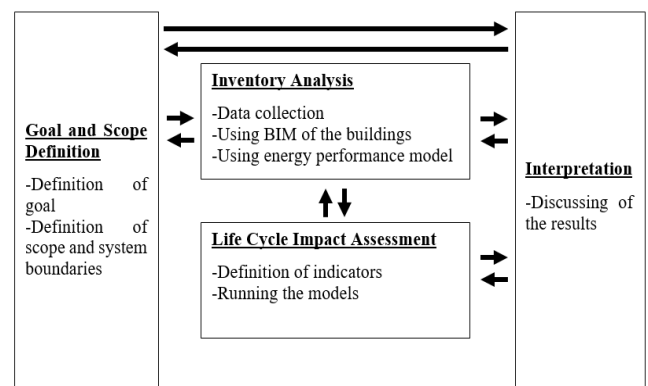 Goal and Scope
Definition
-Definition of
goal
-Definition of
scope and system
boundaries
Inventory Analysis
-Data collection
-Using BIM of the buildings
-Using energy performance model
Life Cycle Impact Assessment
-Definition of indicators
-Running the models
Interpretation
-Discussing of
the results